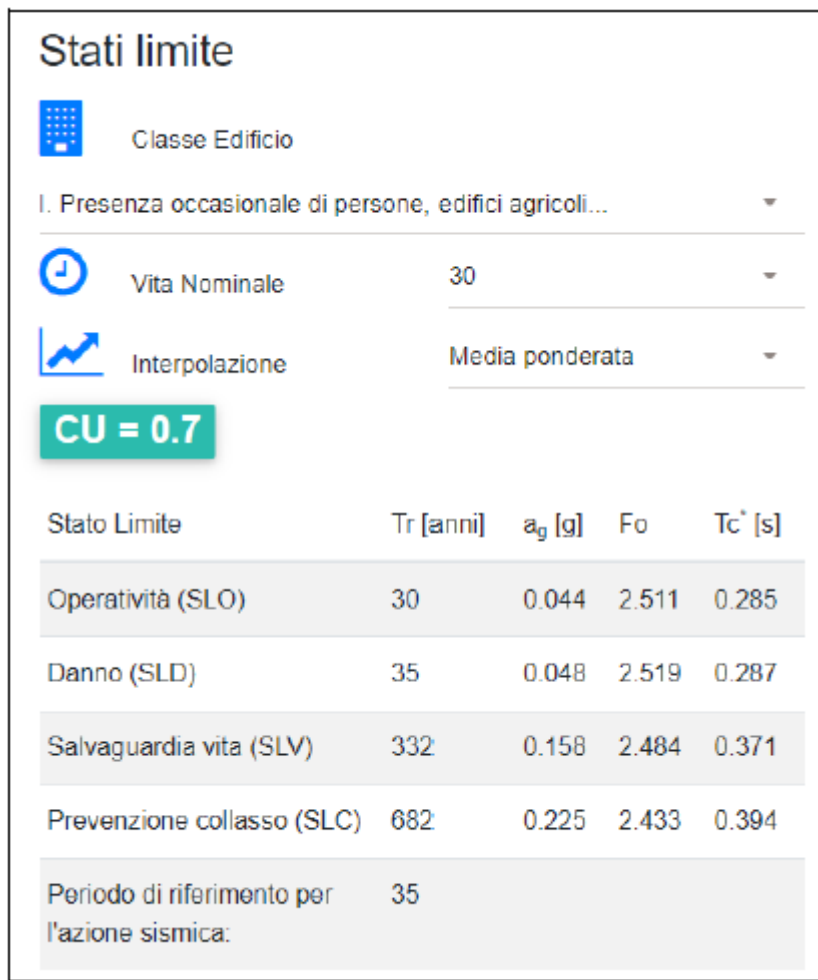 Stati limite
Classe Edificio
I. Presenza occasionale di persone, edifici agricoli...
Vita Nominale 30
Interpolazione Media ponderata
CU = 0.7
Stato Limite Tr [anni] ag [g] Fo Tc* [s]
Operatività (SLO) 30 0.044 2.511 0.285
Danno (SLD) 35 0.048 2.519 0.287
Salvaguardia vita (SLV) 332 0.158 2.484 0.371
Prevenzione collasso (SLC) 682 0.225 2.433 0.394
Periodo di riferimento per 35
l'azione sismica: